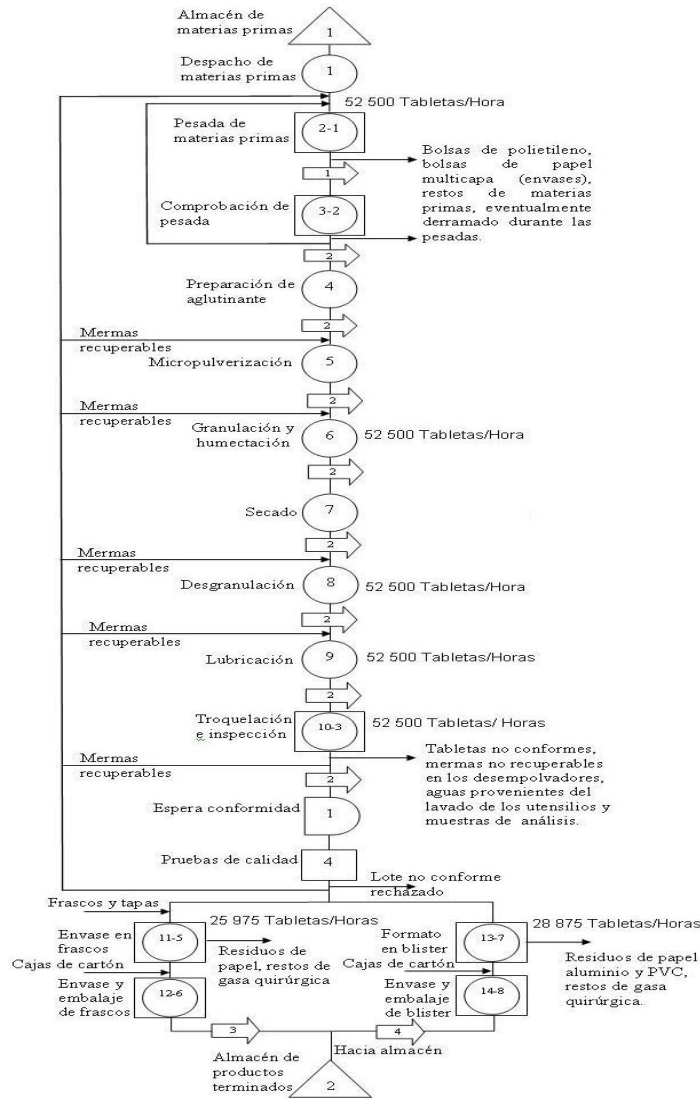 Almacén de
materias primas
1
Despacho de
materias primas
1
52 500 Tabletas/Hora
Pesada de
materias primas
2-1
1
Bolsas de polietileno,
bolsas de papel
multicapa (envases),
restos de materias
primas, eventualmente
derramado durante las
pesadas.
Comprobación de
pesada
3-2
2
Preparación de
aglutinante
4
2
Mermas
recuperables
Micropulverización
5
2
Mermas
recuperables
Granulación y
humectación
6
52 500 Tabletas/Hora
2
Secado
7
2
Mermas
recuperables
Desgranulación
8
52 500 Tabletas/Hora
2
Mermas
recuperables
Lubricación
9
52 500 Tabletas/Horas
2
Troquelación
e inspección
10-3
52 500 Tabletas/ Horas
Mermas
recuperables
Tabletas no conformes,
mermas no recuperables
en los desempolvadores,
aguas provenientes del
lavado de los utensilios y
muestras de análisis.
2
Espera conformidad
1
Pruebas de calidad
4
Lote no conforme
rechazado
Frascos y tapas
25 975 Tabletas/Horas
Envase en
frascos
11-5
Residuos de
papel, restos de
gasa quirúrgica
Cajas de cartón
Envase y
embalaje
de frascos
12-6
28 875 Tabletas/Horas
Formato
en blister
13-7
Residuos de papel
aluminio y PVC,
restos de gasa
quirúrgica.
Cajas de cartón
Envase y
embalaje
de blister
14-8
3
4
Hacia almacén
Almacén de
productos
terminados
2